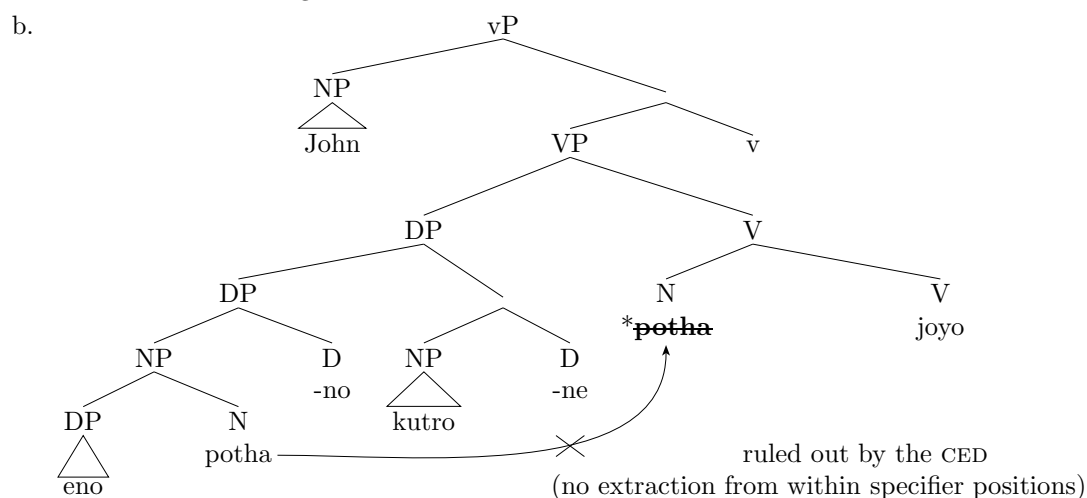 b.
vP
NP
John
VP
v
DP
V
DP
N
V
*potha
joyo
NP
D
NP
D
-no
-ne
DP
N
kutro
potha
eno
ruled out by the CED
(no extraction from within specifier positions)